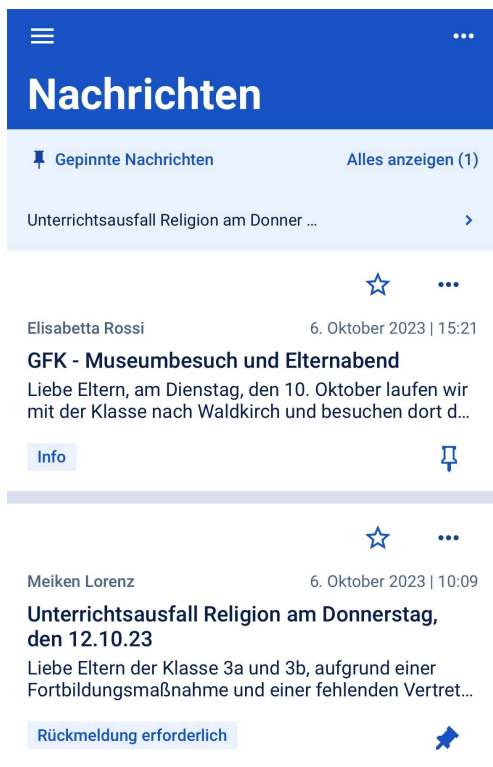 Nachrichten
Gepinnte Nachrichten Alles anzeigen (1)
Unterrichtsausfall Religion am Donner ...
Elisabetta Rossi 6. Oktober 2023 | 15:21
GFK - Museumbesuch und Elternabend
Liebe Eltern, am Dienstag, den 10. Oktober laufen wir
mit der Klasse nach Waldkirch und besuchen dort d...
Info
Meiken Lorenz 6. Oktober 2023 | 10:09
Unterrichtsausfall Religion am Donnerstag,
den 12.10.23
Liebe Eltern der Klasse 3a und 3b, aufgrund einer
Fortbildungsmaßnahme und einer fehlenden Vertret...
Rückmeldung erforderlich